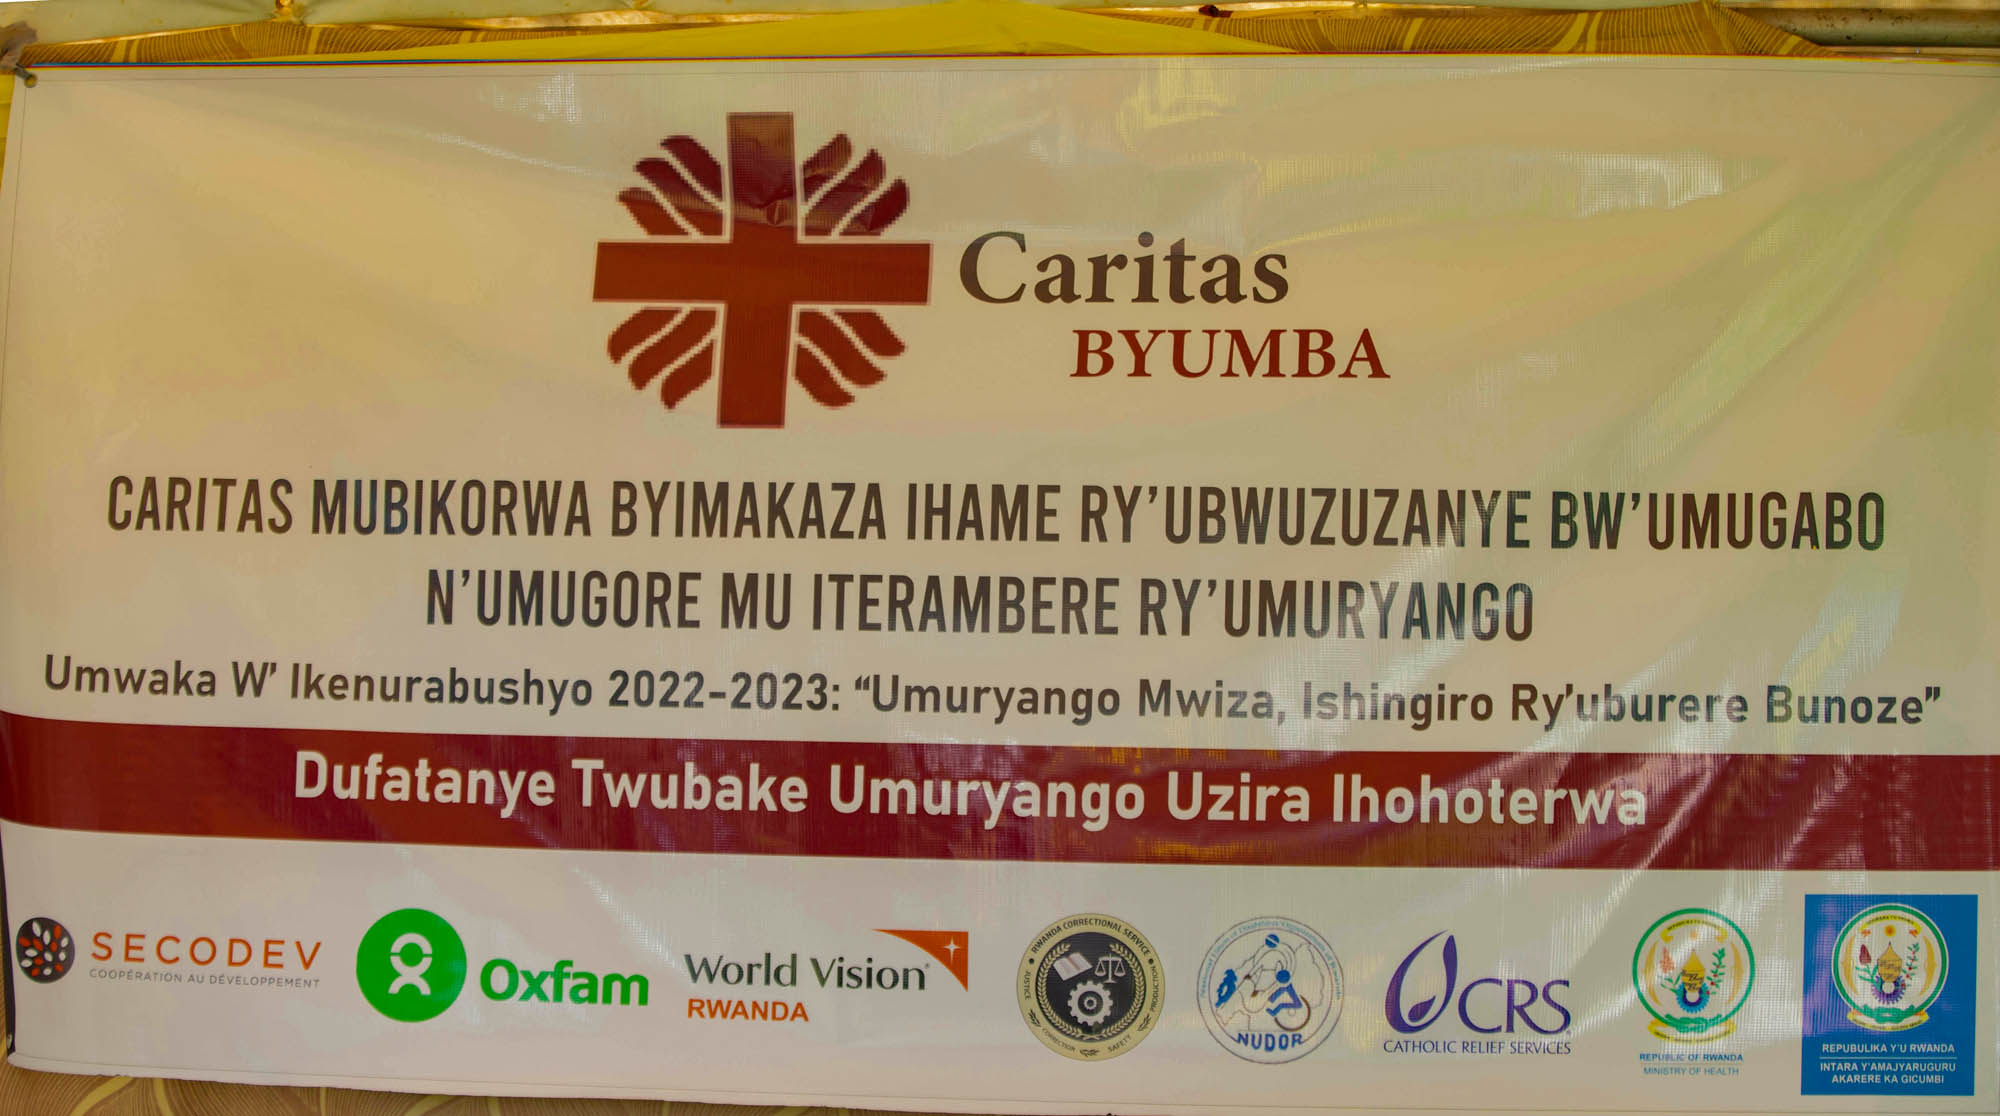 Caritas
BYUMBA
CARITAS MUBIKORWA BYIMAKAZA IHAME RY'UBWUZUZANYE BW'UMUGABO
N'UMUGORE MU ITERAMBERE RY'UMURYANGO
Umwaka W' Ikenurabushyo 2022-2023: “Umuryango Mwiza, Ishingiro Ry'uburere Bunoze”
Dufatanye Twubake Umuryango Uzira Ihohoterwa
SECODEV
COOPÉRATION AU DÉVELOPPEMENT
Oxfam
World Vision
RWANDA
RWANDA CORRECTIONAL SERVICE
JUSTICE
CORRECTION
SAFETY
PRODUCTION
NUDOR
CRS
CATHOLIC RELIEF SERVICES
REPUBLIC OF RWANDA
MINISTRY OF HEALTH
REPUBULIKA Y'U RWANDA
INTARA Y'AMAJYARUGURU
AKARERE KA GICUMBI